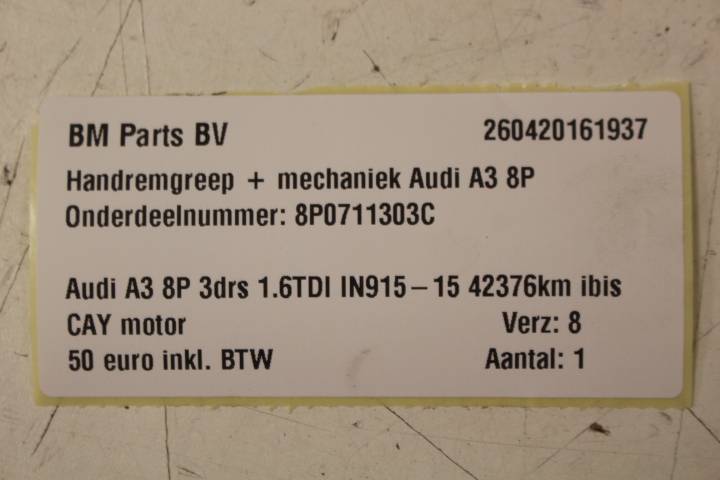 BM Parts BV 260420161937
Handremgreep + mechaniek Audi A3 8P
Onderdeelnummer: 8P0711303C
Audi A3 8P 3drs 1.6TDI IN915-15 42376km ibis
CAY motor Verz: 8
50 euro inkl. BTW Aantal: 1